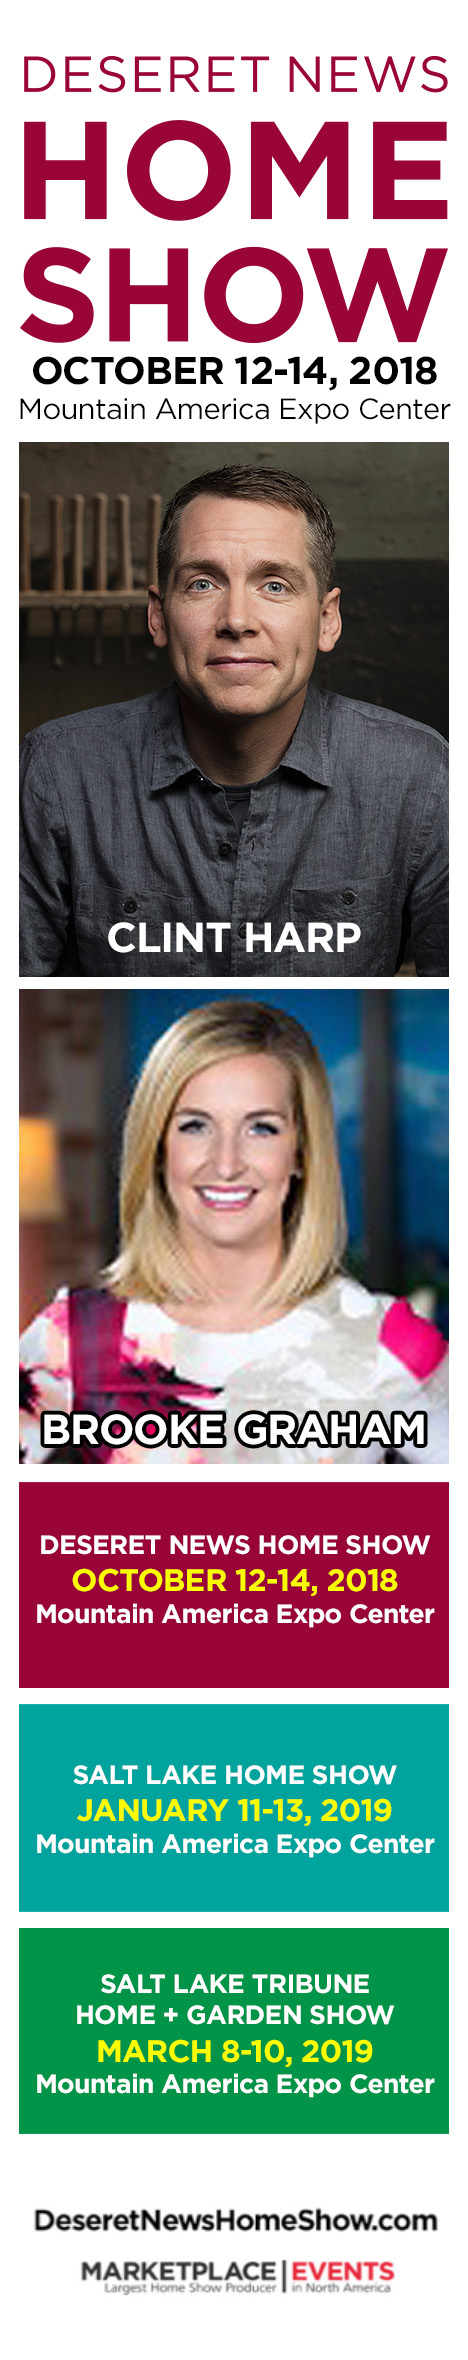 DESERET NEWS
HOME
SHOW
OCTOBER 12-14, 2018
Mountain America Expo Center
CLINT HARP
BROOKE GRAHAM
DESERET NEWS HOME SHOW
OCTOBER 12-14, 2018
Mountain America Expo Center
SALT LAKE HOME SHOW
JANUARY 11-13, 2019
Mountain America Expo Center
SALT LAKE TRIBUNE
HOME + GARDEN SHOW
MARCH 8-10, 2019
Mountain America Expo Center
DeseretNewsHomeShow.com
MARKETPLACE|EVENTS
Largest Home Show Producer in North America